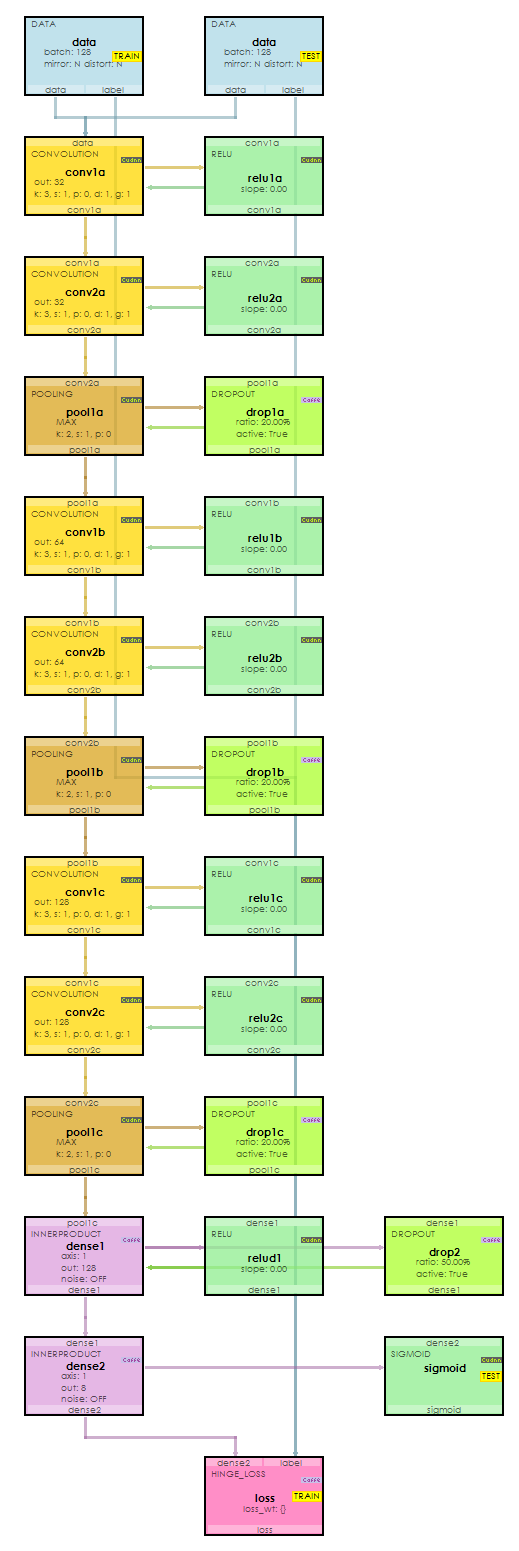 DATA
data
batch: 128
TRAIN
mirror: N distort: N
data label
DATA
data
batch: 128
TEST
mirror: N distort: N
data label
data
CONVOLUTION
Cudnn
conv1a
out: 32
k: 3, s: 1, p: 0, d: 1, g: 1
conv1a
conv1a
RELU
Cudnn
relu1a
slope: 0.00
conv1a
conv1a
CONVOLUTION
Cudnn
conv2a
out: 32
k: 3, s: 1, p: 0, d: 1, g: 1
conv2a
conv2a
RELU
Cudnn
relu2a
slope: 0.00
conv2a
conv2a
POOLING
Cudnn
pool1a
MAX
k: 2, s: 1, p: 0
pool1a
pool1a
DROPOUT
Caffe
drop1a
ratio: 20.00%
active: True
pool1a
pool1a
CONVOLUTION
Cudnn
conv1b
out: 64
k: 3, s: 1, p: 0, d: 1, g: 1
conv1b
conv1b
RELU
Cudnn
relu1b
slope: 0.00
conv1b
conv1b
CONVOLUTION
Cudnn
conv2b
out: 64
k: 3, s: 1, p: 0, d: 1, g: 1
conv2b
conv2b
RELU
Cudnn
relu2b
slope: 0.00
conv2b
conv2b
POOLING
Cudnn
pool1b
MAX
k: 2, s: 1, p: 0
pool1b
pool1b
DROPOUT
Caffe
drop1b
ratio: 20.00%
active: True
pool1b
pool1b
CONVOLUTION
Cudnn
conv1c
out: 128
k: 3, s: 1, p: 0, d: 1, g: 1
conv1c
conv1c
RELU
Cudnn
relu1c
slope: 0.00
conv1c
conv1c
CONVOLUTION
Cudnn
conv2c
out: 128
k: 3, s: 1, p: 0, d: 1, g: 1
conv2c
conv2c
RELU
Cudnn
relu2c
slope: 0.00
conv2c
conv2c
POOLING
Cudnn
pool1c
MAX
k: 2, s: 1, p: 0
pool1c
pool1c
DROPOUT
Caffe
drop1c
ratio: 20.00%
active: True
pool1c
pool1c
INNERPRODUCT
Caffe
dense1
axis: 1
out: 128
noise: OFF
dense1
dense1
RELU
Cudnn
relud1
slope: 0.00
dense1
dense1
DROPOUT
Caffe
drop2
ratio: 50.00%
active: True
dense1
dense1
INNERPRODUCT
Caffe
dense2
axis: 1
out: 8
noise: OFF
dense2
dense2
SIGMOID
Cudnn
sigmoid
TEST
sigmoid
dense2 label
HINGE_LOSS
Caffe
loss
TRAIN
loss_wt: {}
loss